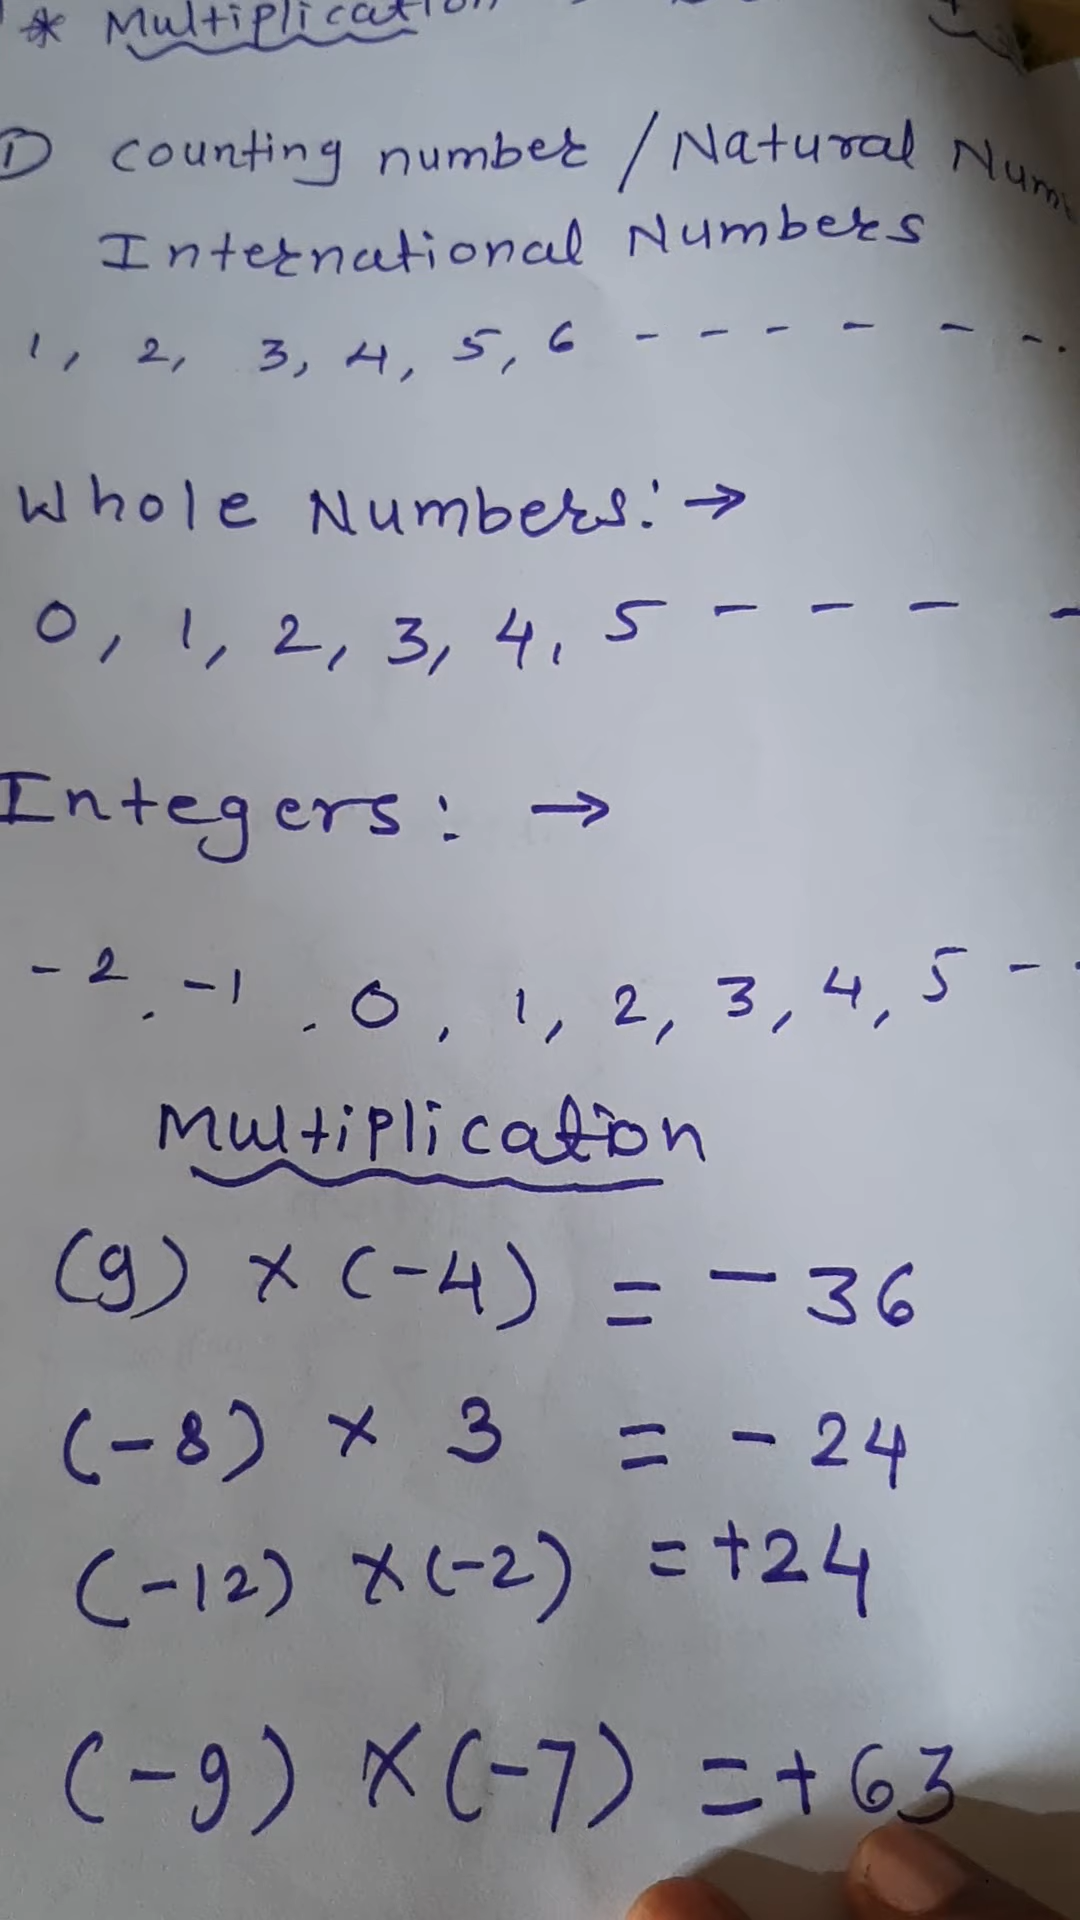 * Multiplication
① counting number / Natural Num
International Numbers
1, 2, 3, 4, 5, 6 - - - - - - .
Whole Numbers: →
0, 1, 2, 3, 4, 5 - - - -
Integers: →
-2, -1, 0, 1, 2, 3, 4, 5 - -
Multiplication
(9) × (-4) = -36
(-8) × 3 = -24
(-12) × (-2) = +24
(-9) × (-7) = +63